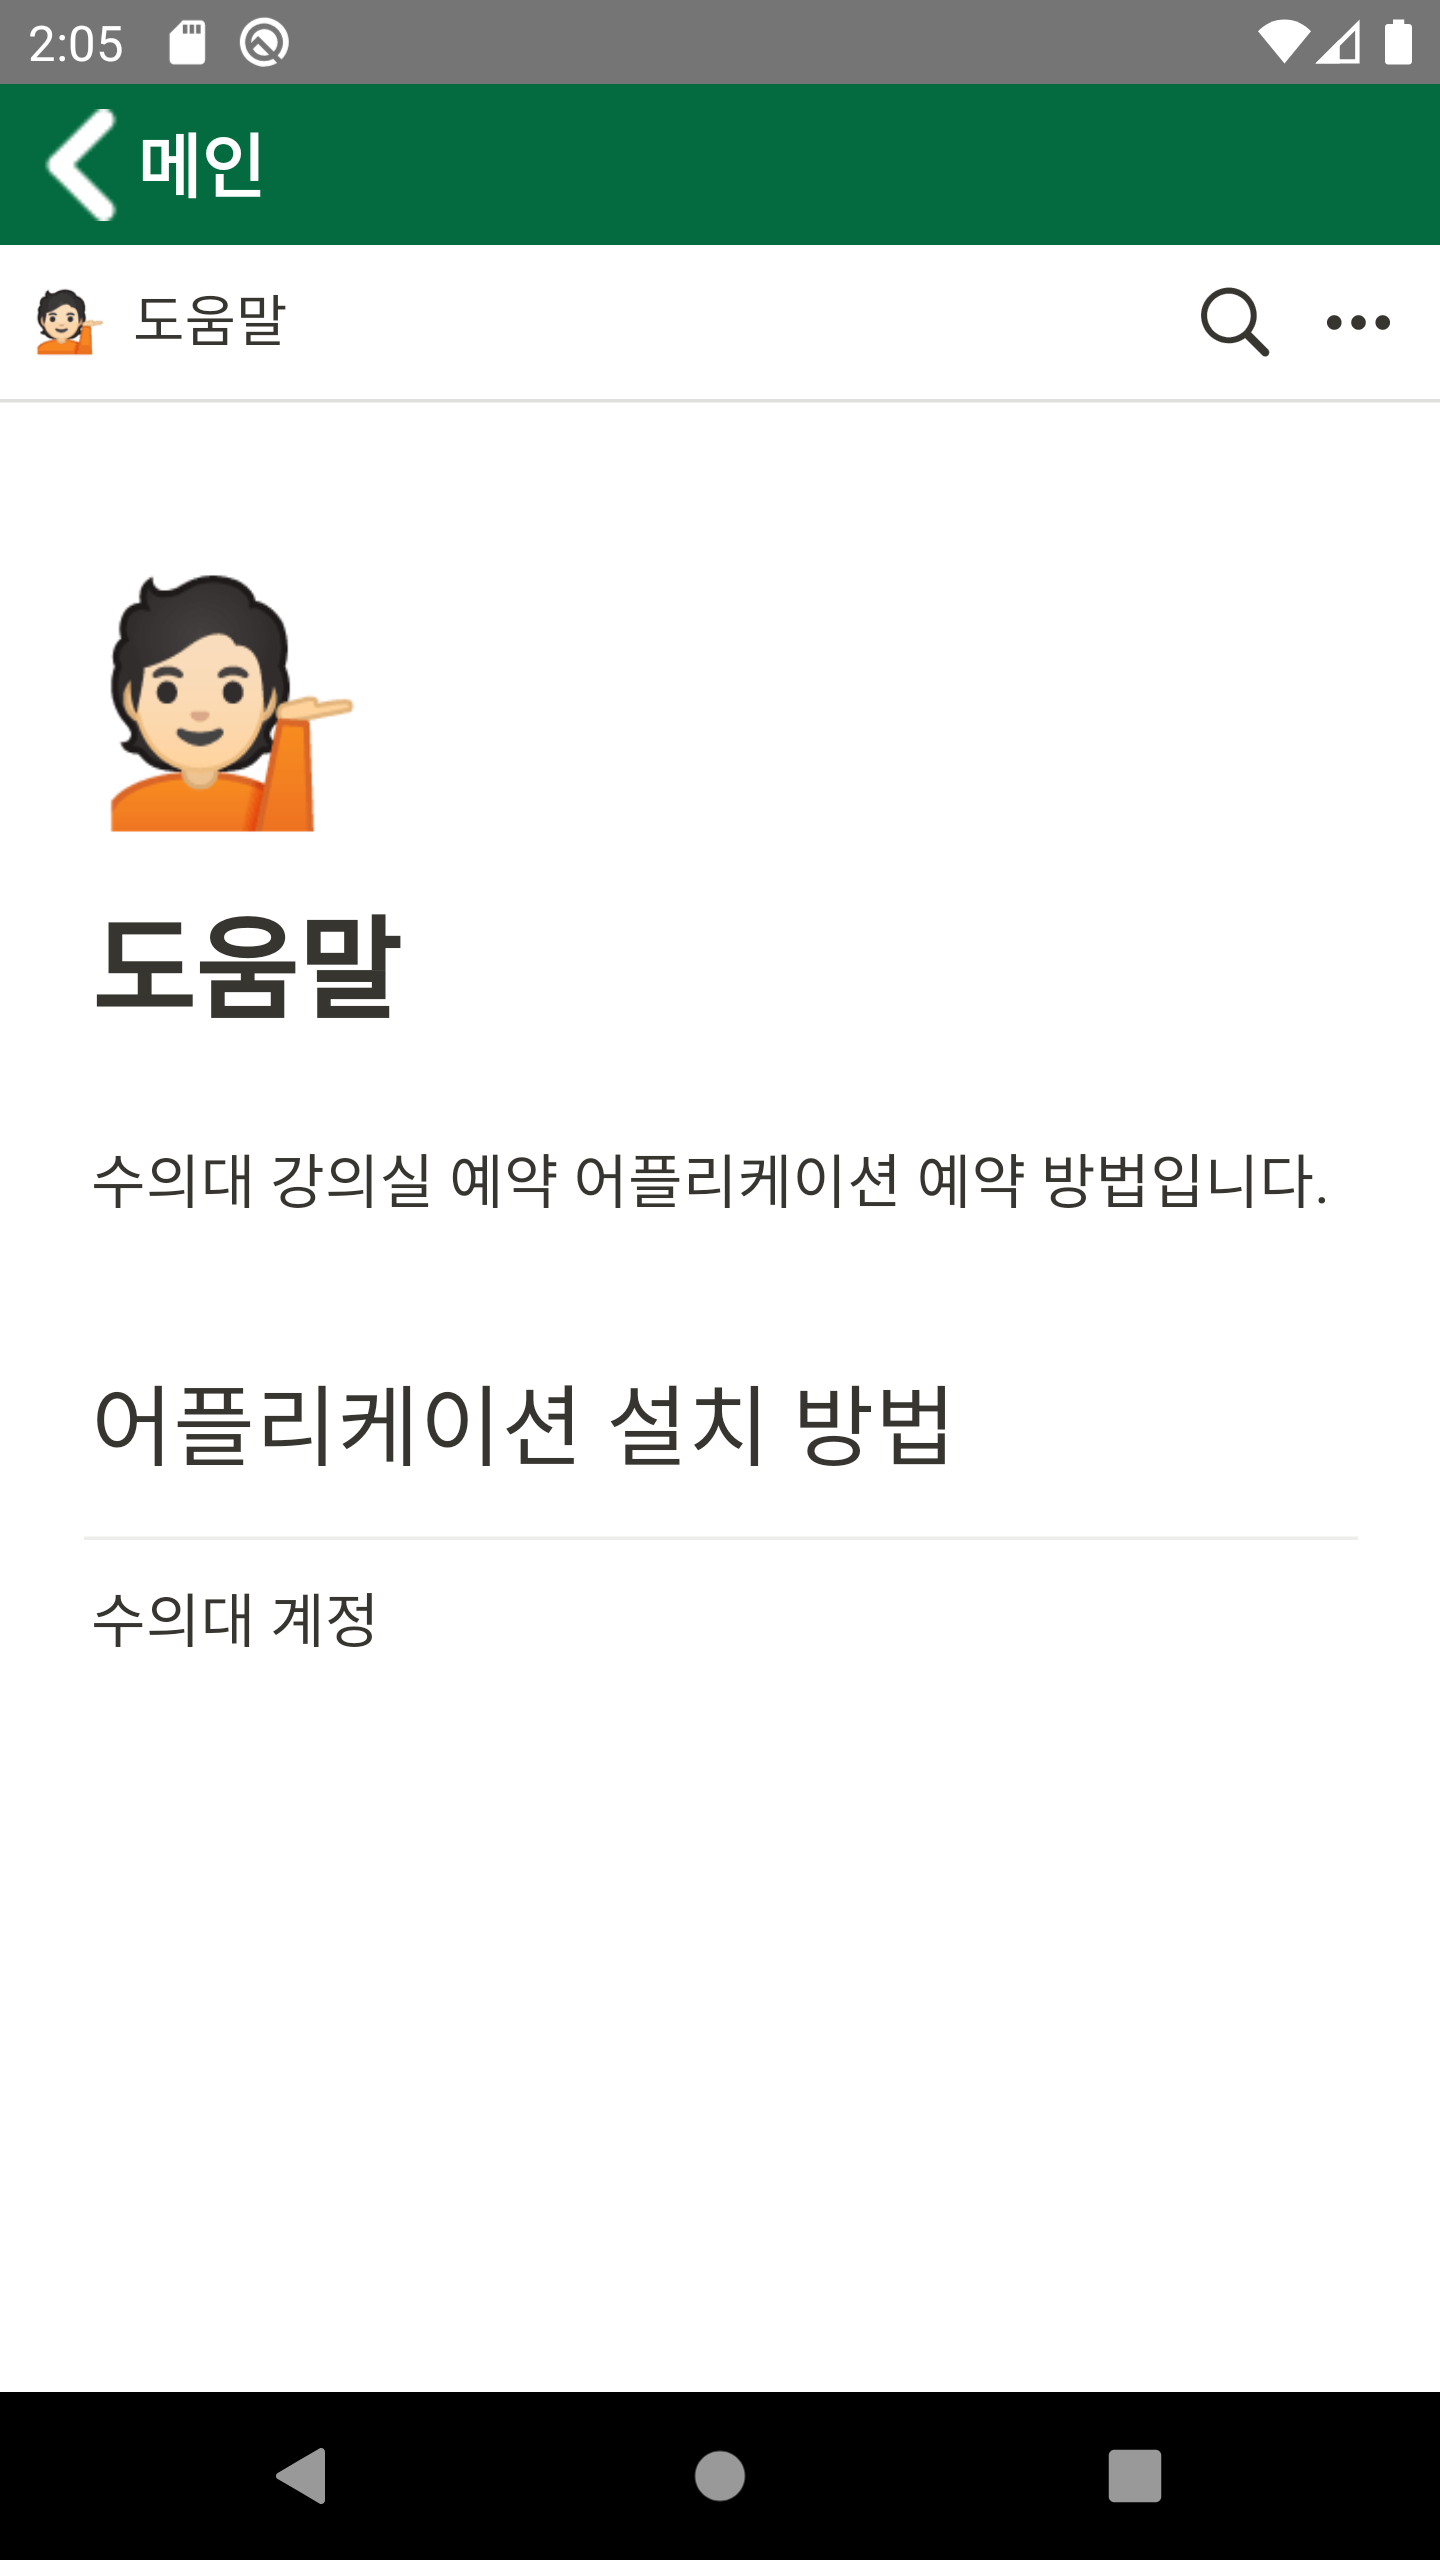 2:05
메인
도움말
도움말
수의대 강의실 예약 어플리케이션 예약 방법입니다.
어플리케이션 설치 방법
수의대 계정